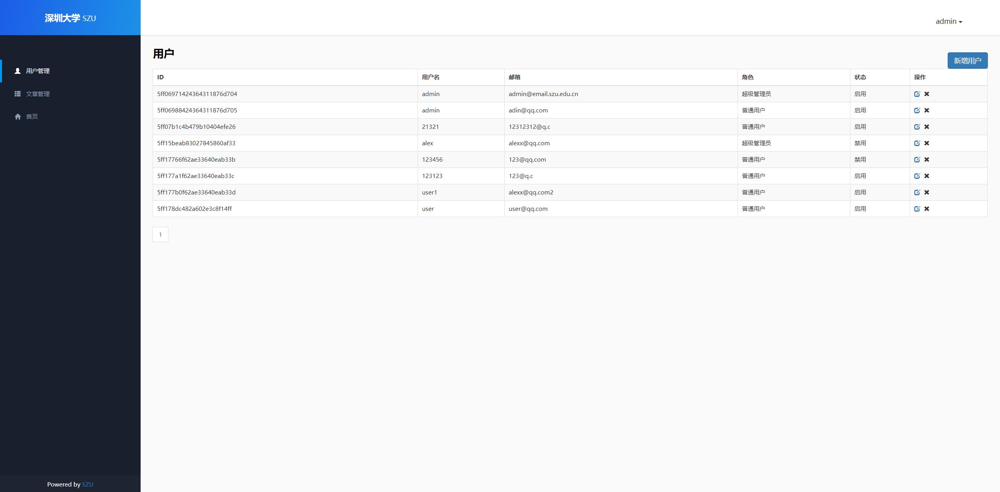 深圳大学 SZU
admin
用户管理
文章管理
首页
用户
新增用户
ID 用户名 邮箱 角色 状态 操作
5ff06971424364311876d704 admin admin@email.szu.edu.cn 超级管理员 启用
5ff06988424364311876d705 admin adin@qq.com 普通用户 启用
5ff07b1c4b479b10404efe26 21321 12312312@q.c 普通用户 启用
5ff15beab83027845860af33 alex alexx@qq.com 超级管理员 禁用
5ff17766f62ae33640eab33b 123456 123@qq.com 普通用户 禁用
5ff177a1f62ae33640eab33c 123123 123@q.c 普通用户 启用
5ff177b0f62ae33640eab33d user1 alexx@qq.com2 普通用户 启用
5ff178dc482a602e3c8f14ff user user@qq.com 普通用户 启用
1
Powered by SZU